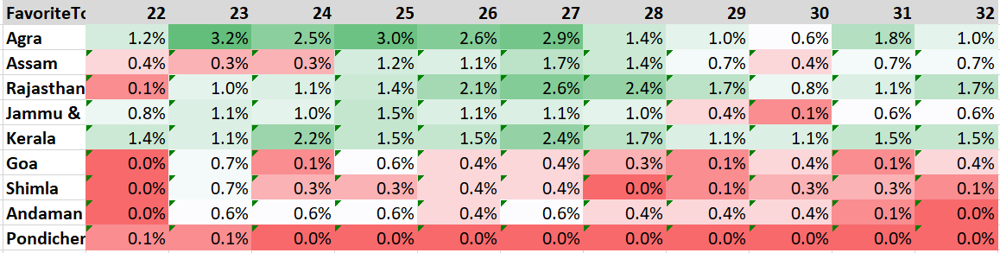 FavoriteTo 22 23 24 25 26 27 28 29 30 31 32
Agra 1.2% 3.2% 2.5% 3.0% 2.6% 2.9% 1.4% 1.0% 0.6% 1.8% 1.0%
Assam 0.4% 0.3% 0.3% 1.2% 1.1% 1.7% 1.4% 0.7% 0.4% 0.7% 0.7%
Rajasthan 0.1% 1.0% 1.1% 1.4% 2.1% 2.6% 2.4% 1.7% 0.8% 1.1% 1.7%
Jammu & 0.8% 1.1% 1.0% 1.5% 1.1% 1.1% 1.0% 0.4% 0.1% 0.6% 0.6%
Kerala 1.4% 1.1% 2.2% 1.5% 1.5% 2.4% 1.7% 1.1% 1.1% 1.5% 1.5%
Goa 0.0% 0.7% 0.1% 0.6% 0.4% 0.4% 0.3% 0.1% 0.4% 0.1% 0.4%
Shimla 0.0% 0.7% 0.3% 0.3% 0.4% 0.4% 0.0% 0.1% 0.3% 0.3% 0.1%
Andaman 0.0% 0.6% 0.6% 0.6% 0.4% 0.6% 0.4% 0.4% 0.4% 0.1% 0.0%
Pondicher 0.1% 0.1% 0.0% 0.0% 0.0% 0.0% 0.0% 0.0% 0.0% 0.0% 0.0%